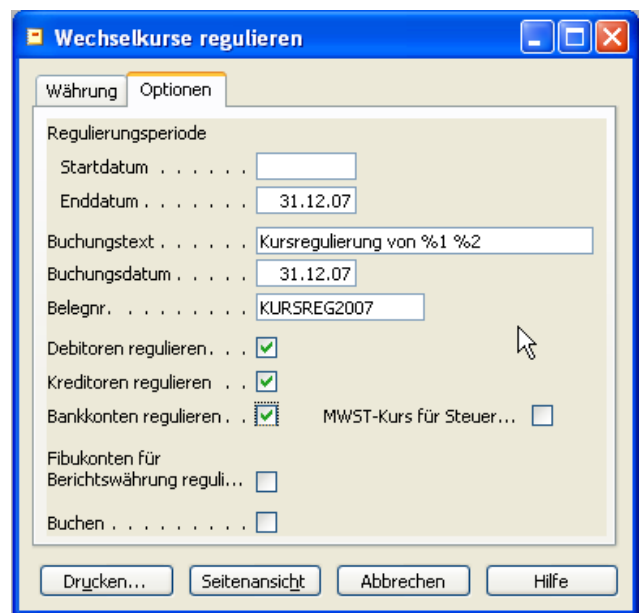 Wechselkurse regulieren
Währung Optionen
Regulierungsperiode
Startdatum . . . . . .
Enddatum . . . . . . . 31.12.07
Buchungstext . . . . . . Kursregulierung von %1 %2
Buchungsdatum . . . . . 31.12.07
Belegnr. . . . . . . . . . KURSREG2007
Debitoren regulieren. . .
Kreditoren regulieren . .
Bankkonten regulieren . . MWST-Kurs für Steuer...
Fibukonten für
Berichtswährung reguli...
Buchen . . . . . . . . .
Drucken... Seitenansicht Abbrechen Hilfe